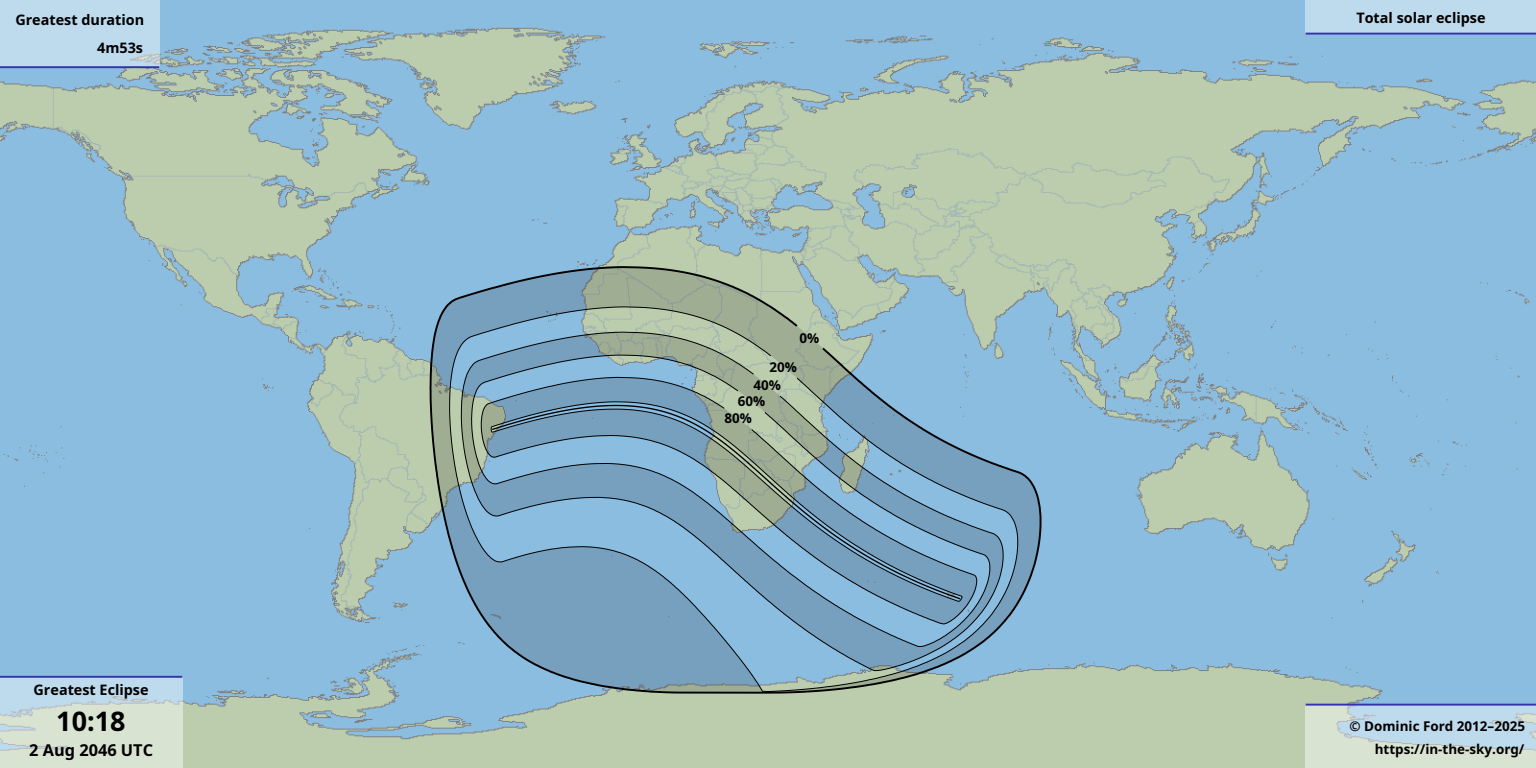 Greatest duration
4m53s
Total solar eclipse
0%
20%
40%
60%
80%
Greatest Eclipse
10:18
2 Aug 2046 UTC
© Dominic Ford 2012–2025
https://in-the-sky.org/